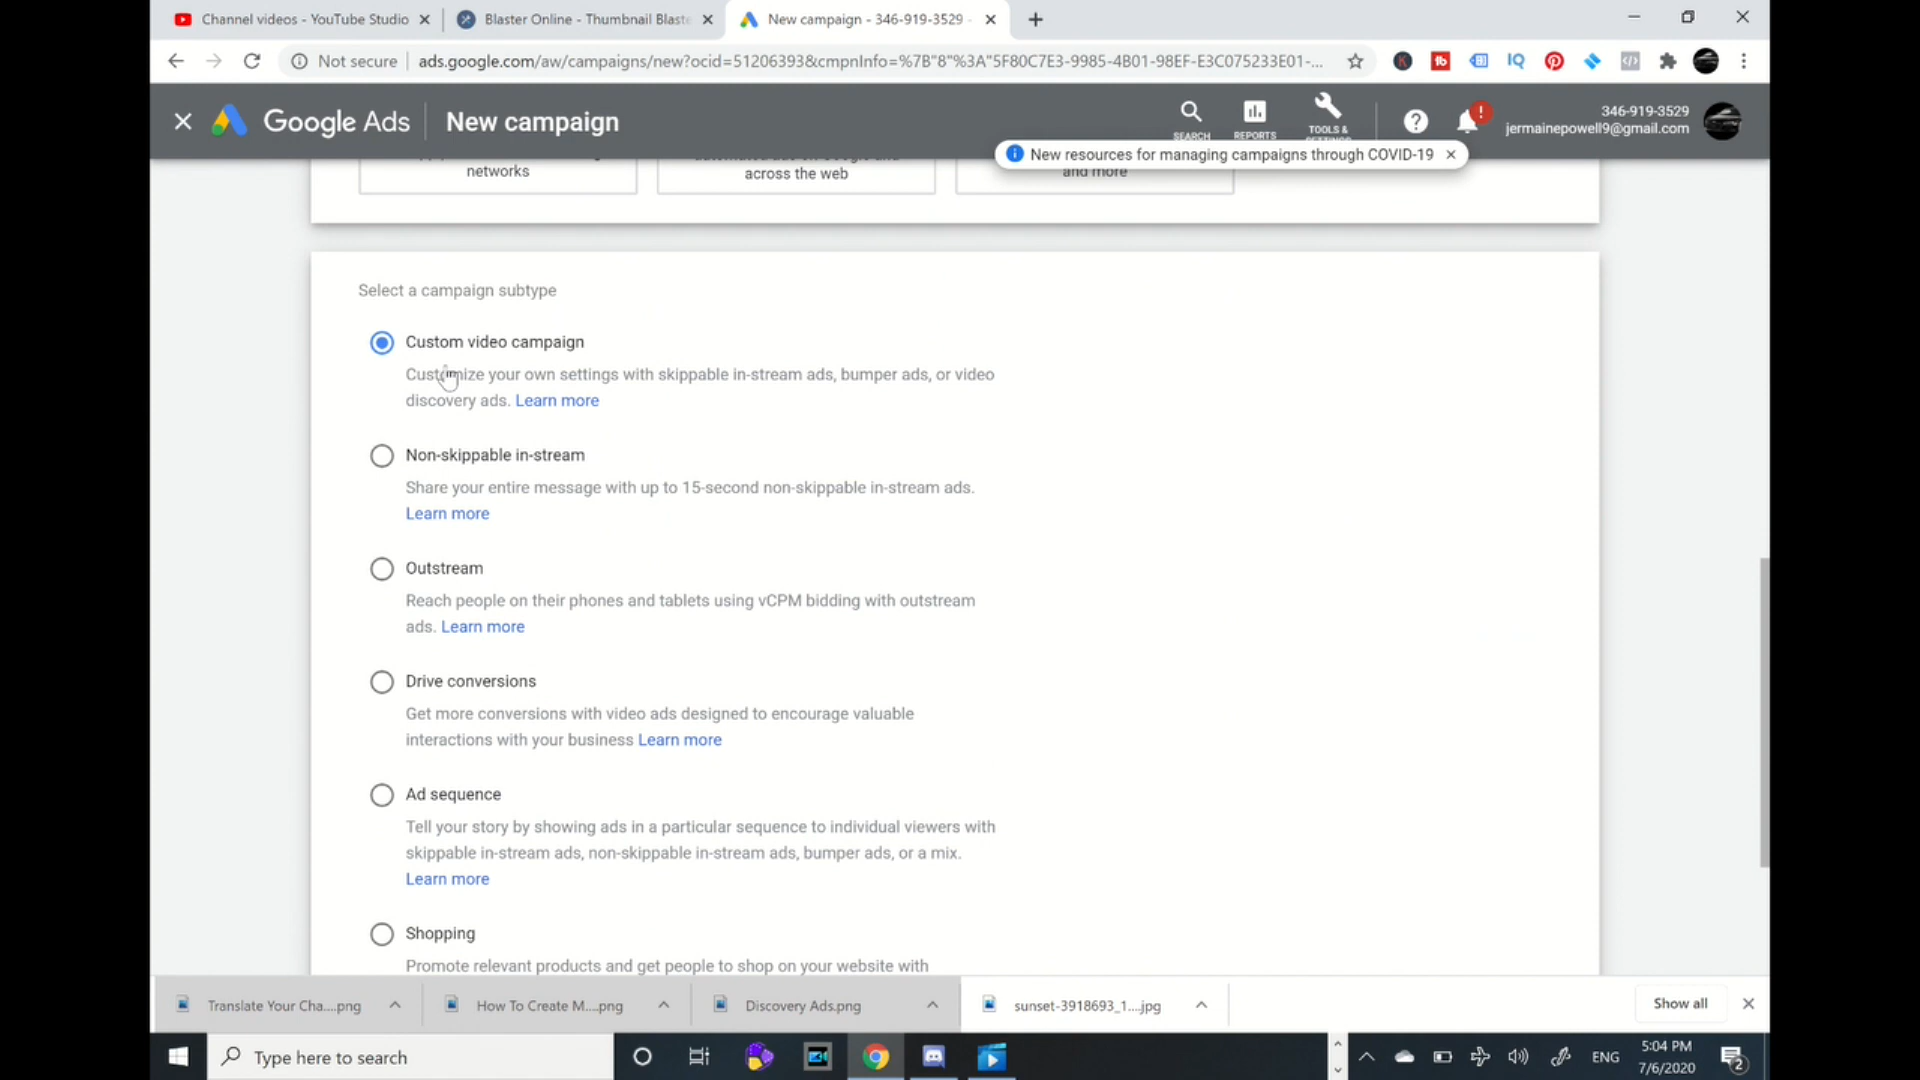 Channel videos - YouTube Studio
Blaster Online - Thumbnail Blaste
New campaign - 346-919-3529 -
Not secure
ads.google.com/aw/campaigns/new?ocid=51206393&cmpnInfo=%7B"8"%3A"5F80C7E3-9985-4B01-98EF-E3C075233E01-...
Google Ads
New campaign
SEARCH
REPORTS
TOOLS &
346-919-3529
jermainepowell9@gmail.com
New resources for managing campaigns through COVID-19
networks
across the web
and more
Select a campaign subtype
Custom video campaign
Customize your own settings with skippable in-stream ads, bumper ads, or video
discovery ads. Learn more
Non-skippable in-stream
Share your entire message with up to 15-second non-skippable in-stream ads.
Learn more
Outstream
Reach people on their phones and tablets using vCPM bidding with outstream
ads. Learn more
Drive conversions
Get more conversions with video ads designed to encourage valuable
interactions with your business Learn more
Ad sequence
Tell your story by showing ads in a particular sequence to individual viewers with
skippable in-stream ads, non-skippable in-stream ads, bumper ads, or a mix.
Learn more
Shopping
Promote relevant products and get people to shop on your website with
Translate Your Cha....png
How To Create M....png
Discovery Ads.png
sunset-3918693_1....jpg
Show all
Type here to search
ENG
5:04 PM
7/6/2020
2